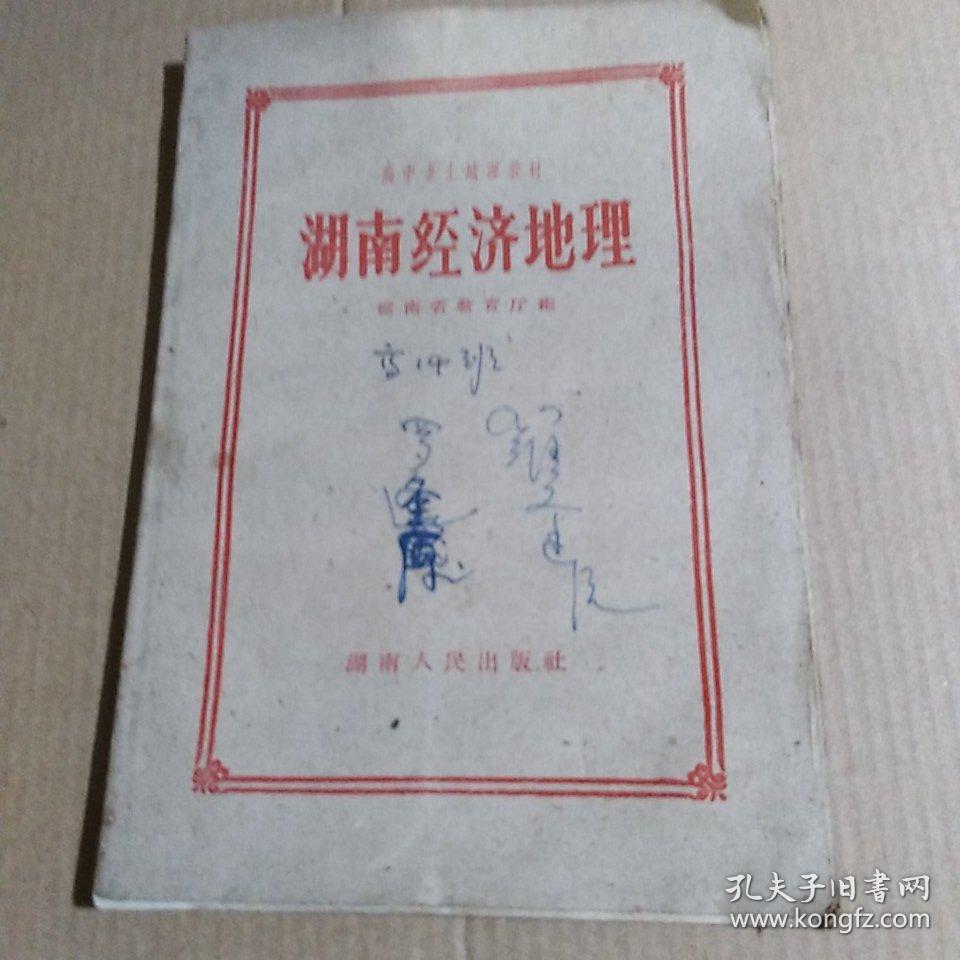 高中乡土地理教材
湖南经济地理
湖南省教育厅编
高14班
湖南人民出版社
孔夫子旧书网
www.kongfz.com